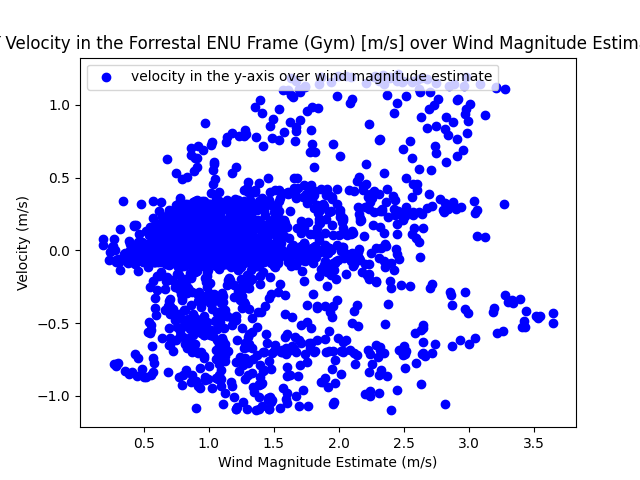 Velocity in the Forrestal ENU Frame (Gym) [m/s] over Wind Magnitude
velocity in the y-axis over wind magnitude estimate
1.0
0.5
0.0
−0.5
−1.0
Velocity (m/s)
0.5 1.0 1.5 2.0 2.5 3.0 3.5
Wind Magnitude Estimate (m/s)